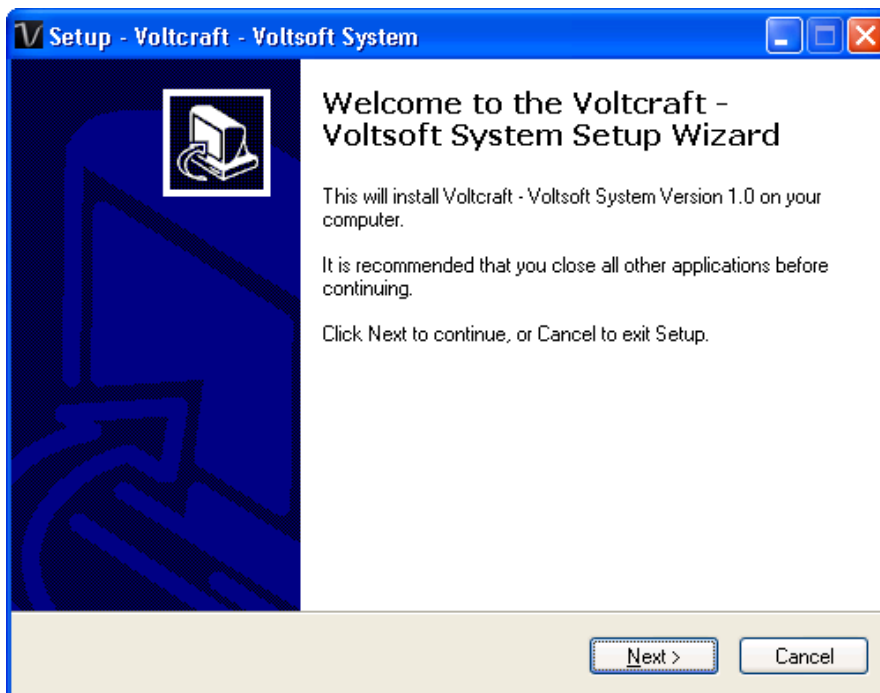 Setup - Voltcraft - Voltsoft System
Welcome to the Voltcraft -
Voltsoft System Setup Wizard
This will install Voltcraft - Voltsoft System Version 1.0 on your
computer.
It is recommended that you close all other applications before
continuing.
Click Next to continue, or Cancel to exit Setup.
Next >
Cancel